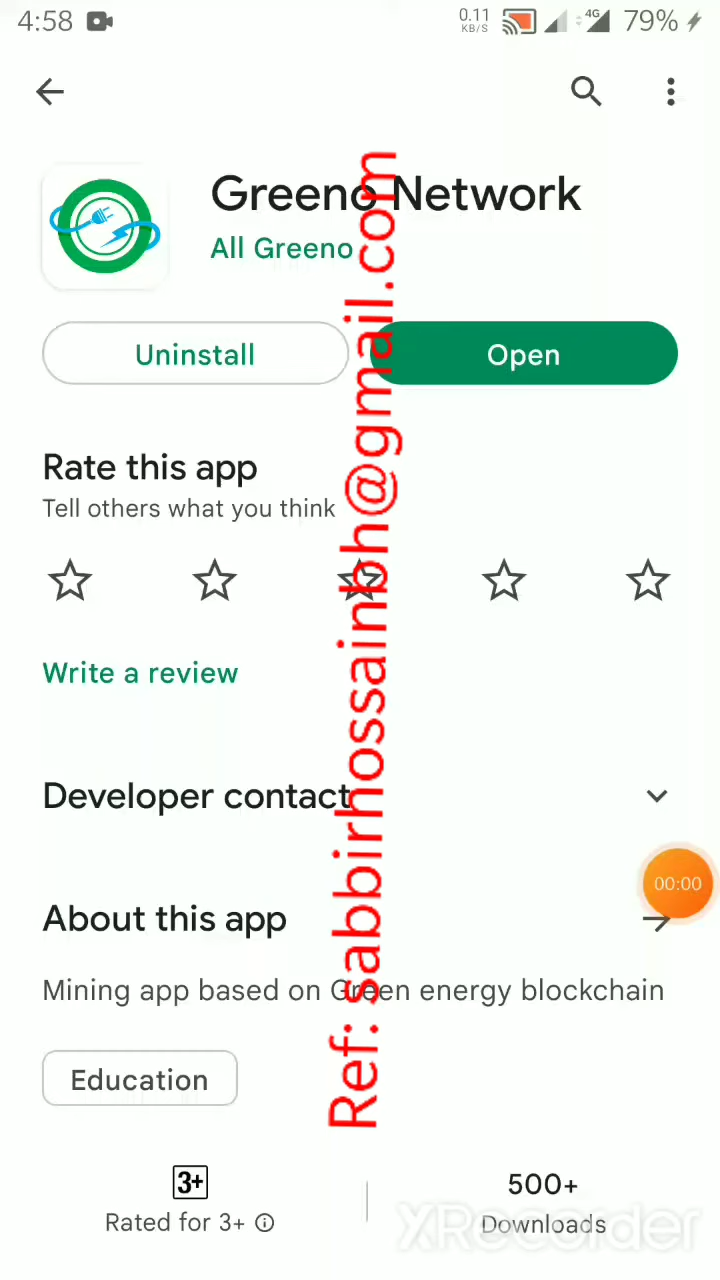 4:58
0.11
KB/S
4G
79%
Greeno Network
All Greeno
Uninstall
Open
Rate this app
Tell others what you think
Write a review
Developer contact
00:00
About this app
Mining app based on Green energy blockchain
Education
3+
500+
Rated for 3+
Downloads
XRecorder
Ref: sabbirhossainbh@gmail.com